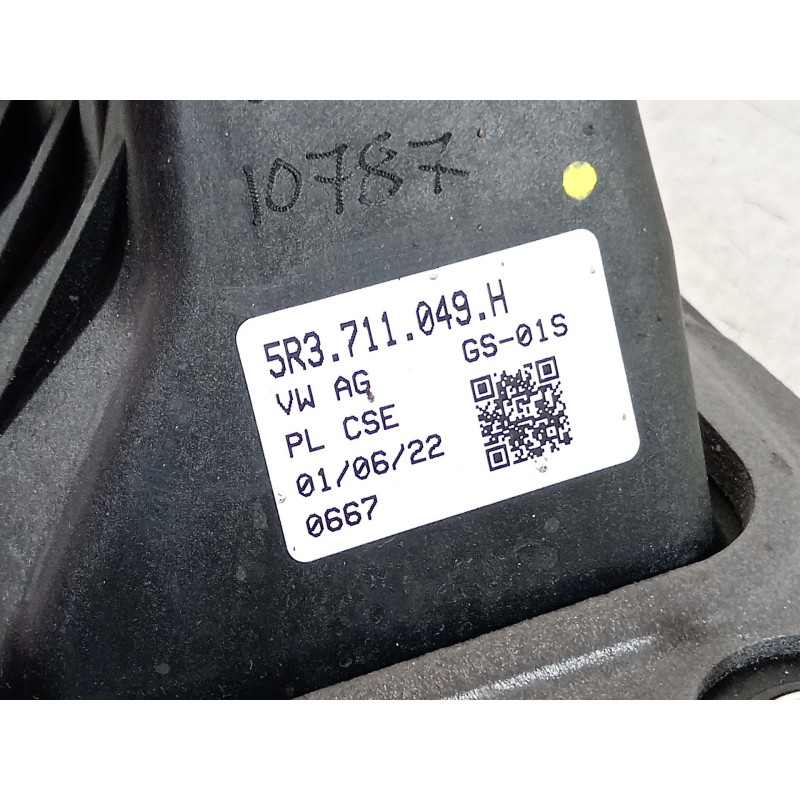 10787
5R3.711.049.H
GS-01S
VW AG
PL CSE
01/06/22
0667